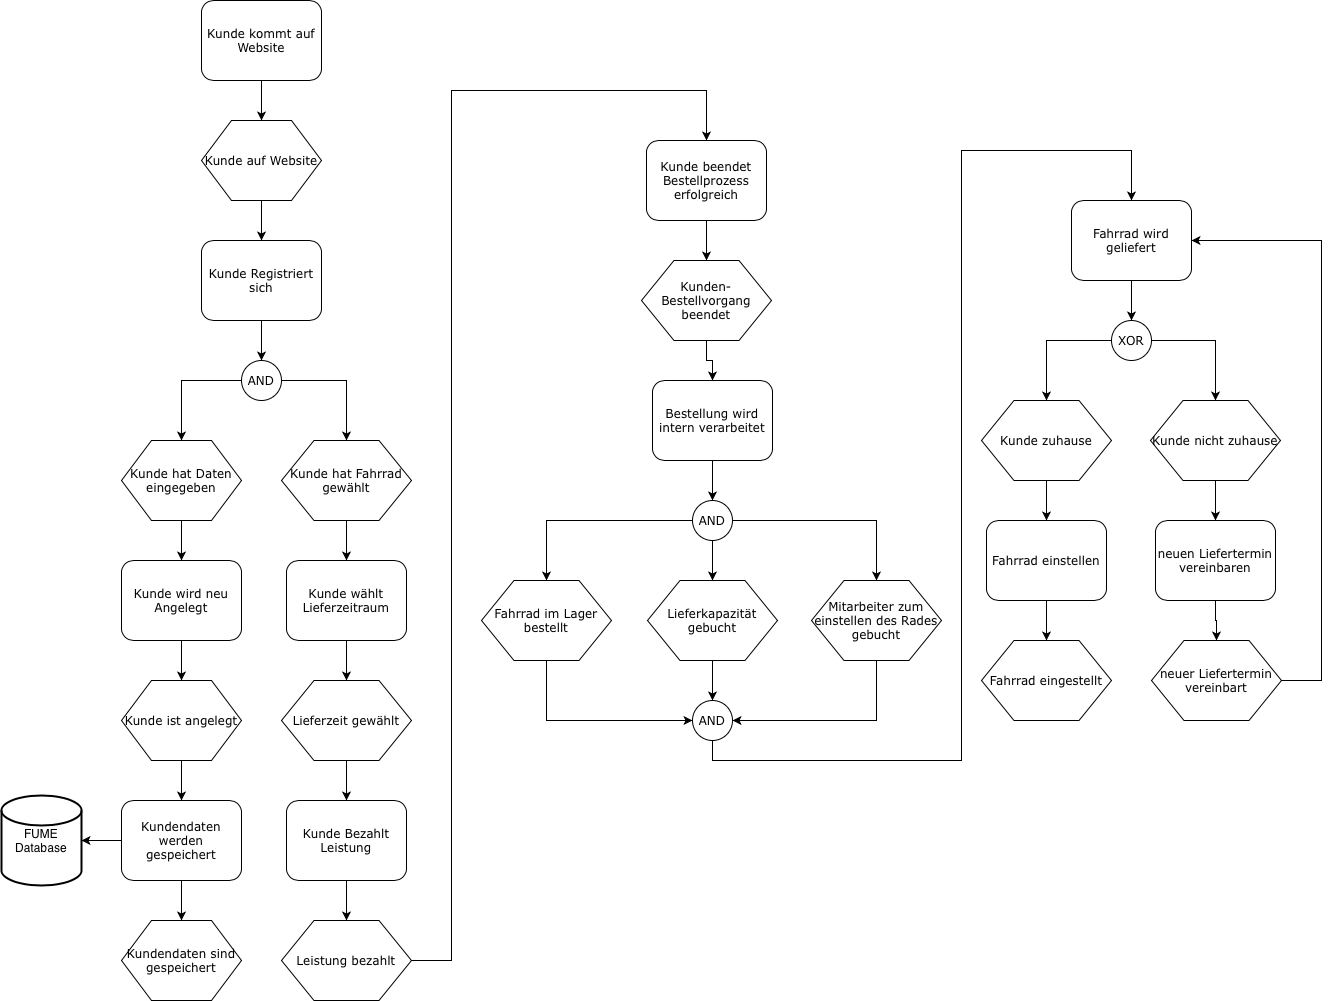 Kunde kommt auf
Website
Kunde auf Website
Kunde Registriert
sich
AND
Kunde hat Daten
eingegeben
Kunde hat Fahrrad
gewählt
Kunde wird neu
Angelegt
Kunde wählt
Lieferzeitraum
Kunde ist angelegt
Lieferzeit gewählt
FUME
Database
Kundendaten
werden
gespeichert
Kunde Bezahlt
Leistung
Kundendaten sind
gespeichert
Leistung bezahlt
Kunde beendet
Bestellprozess
erfolgreich
Kunden-
Bestellvorgang
beendet
Bestellung wird
intern verarbeitet
AND
Fahrrad im Lager
bestellt
Lieferkapazität
gebucht
Mitarbeiter zum
einstellen des Rades
gebucht
AND
Fahrrad wird
geliefert
XOR
Kunde zuhause
Kunde nicht zuhause
Fahrrad einstellen
neuen Liefertermin
vereinbaren
Fahrrad eingestellt
neuer Liefertermin
vereinbart